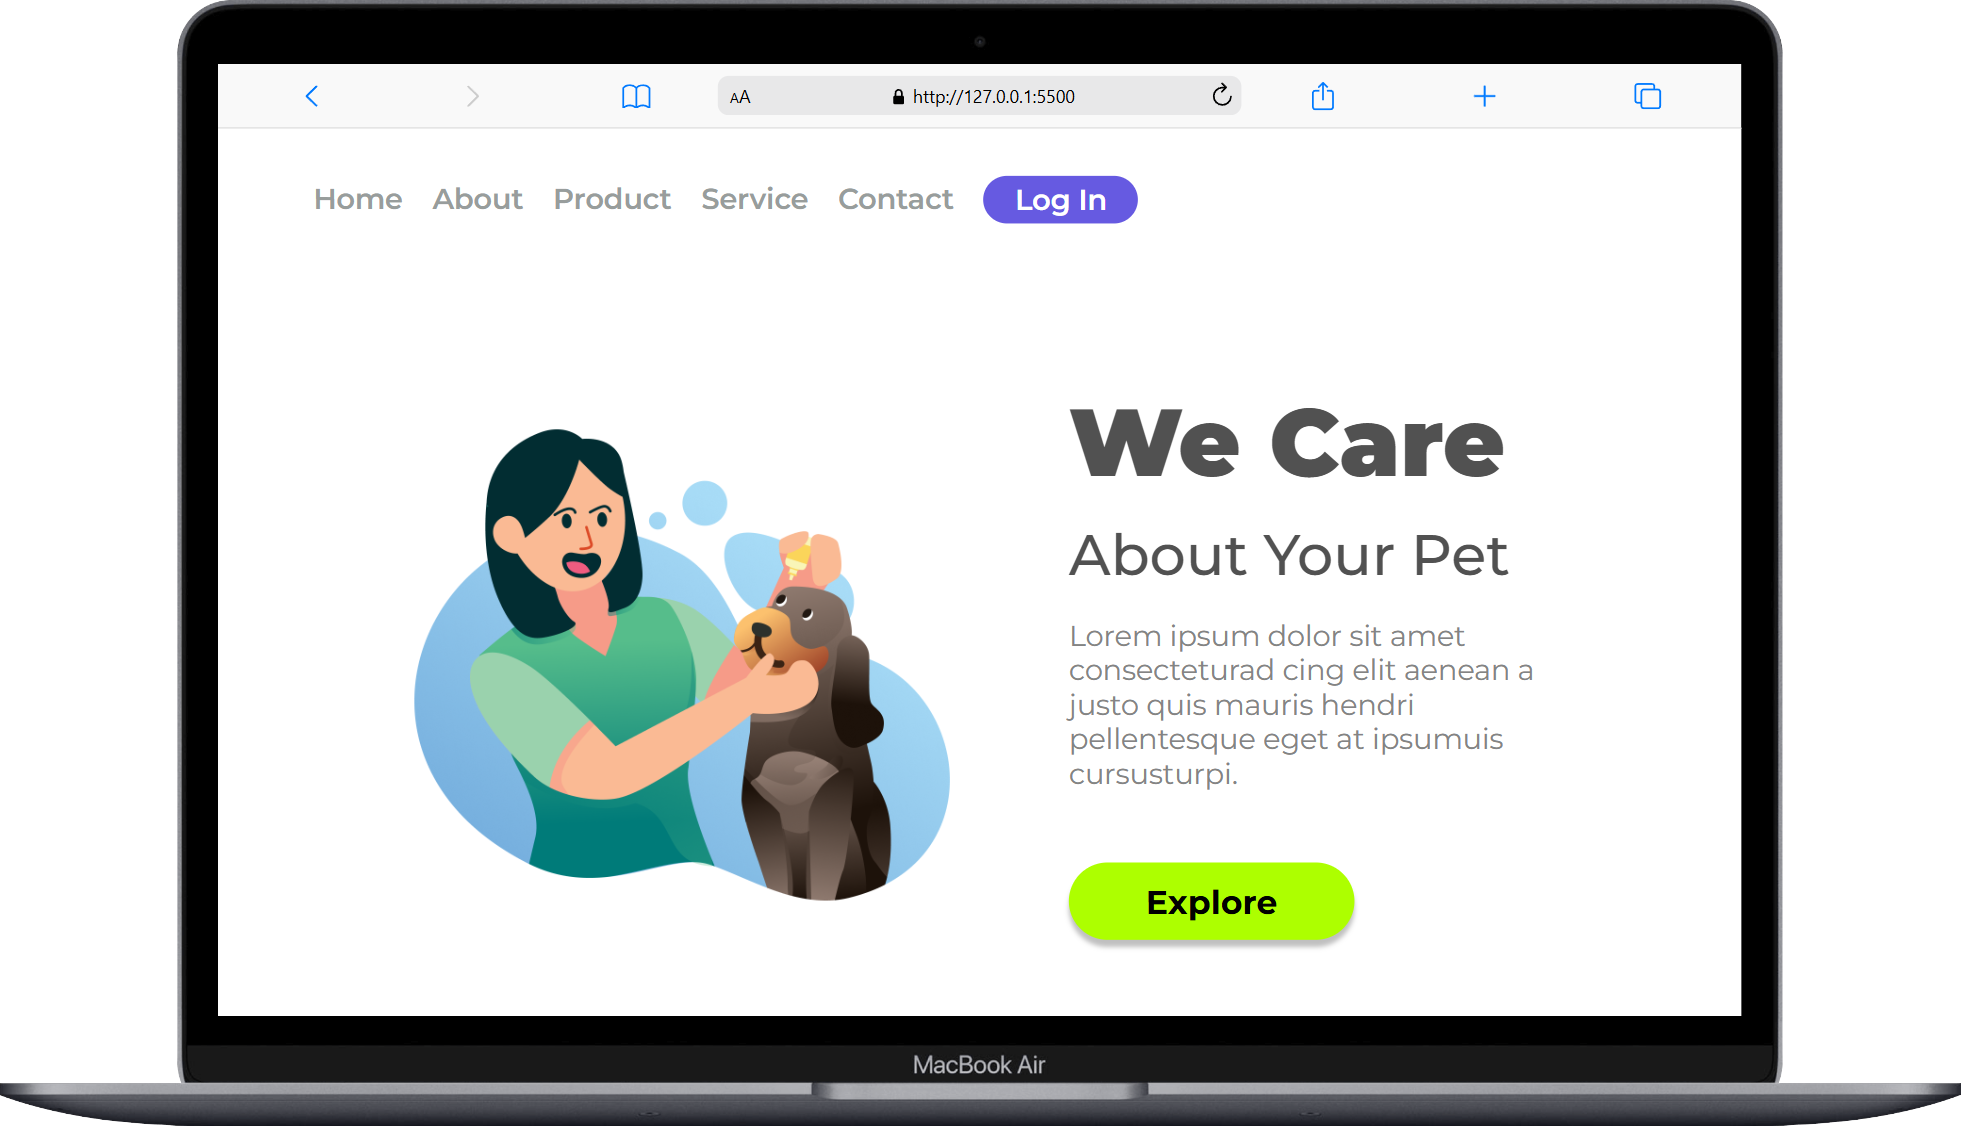 AA http://127.0.0.1:5500
Home About Product Service Contact Log In
We Care
About Your Pet
Lorem ipsum dolor sit amet
consecteturad cing elit aenean a
justo quis mauris hendri
pellentesque eget at ipsumuis
cursusturpi.
Explore
MacBook Air